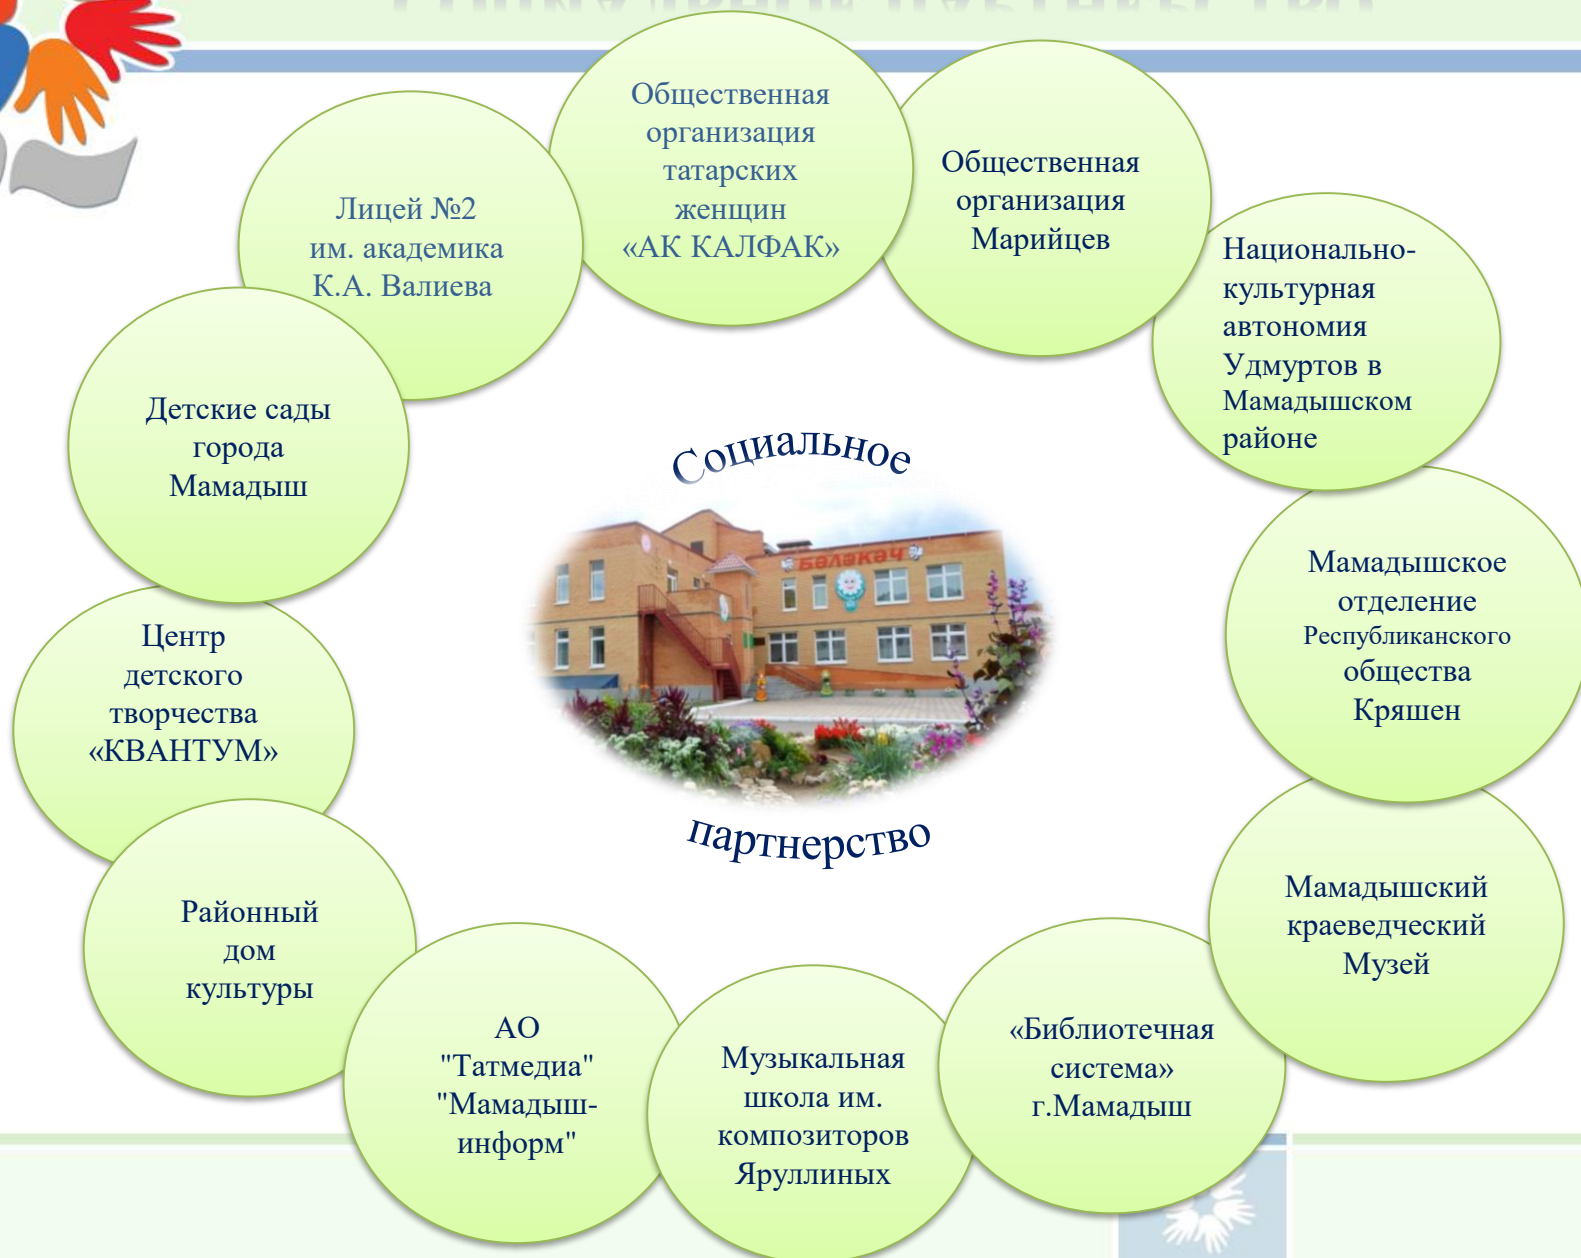 Общественная
организация
татарских
женщин
«АК КАЛФАК»
Общественная
организация
Марийцев
Национально-
культурная
автономия
Удмуртов в
Мамадышском
районе
Мамадышское
отделение
Республиканского
общества
Кряшен
Мамадышский
краеведческий
Музей
«Библиотечная
система»
г.Мамадыш
Музыкальная
школа им.
композиторов
Яруллиных
АО
"Татмедиа"
"Мамадыш-
информ"
Районный
дом
культуры
Центр
детского
творчества
«КВАНТУМ»
Детские сады
города
Мамадыш
Лицей №2
им. академика
К.А. Валиева
Социальное
Бәләкәч
партнерство